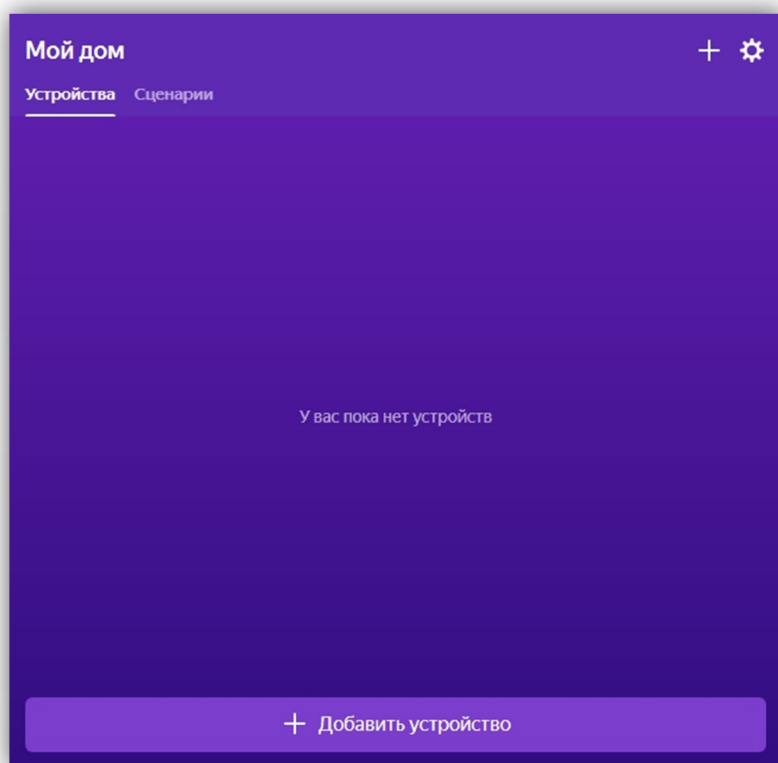 Мой дом
Устройства Сценарии
У вас пока нет устройств
Добавить устройство